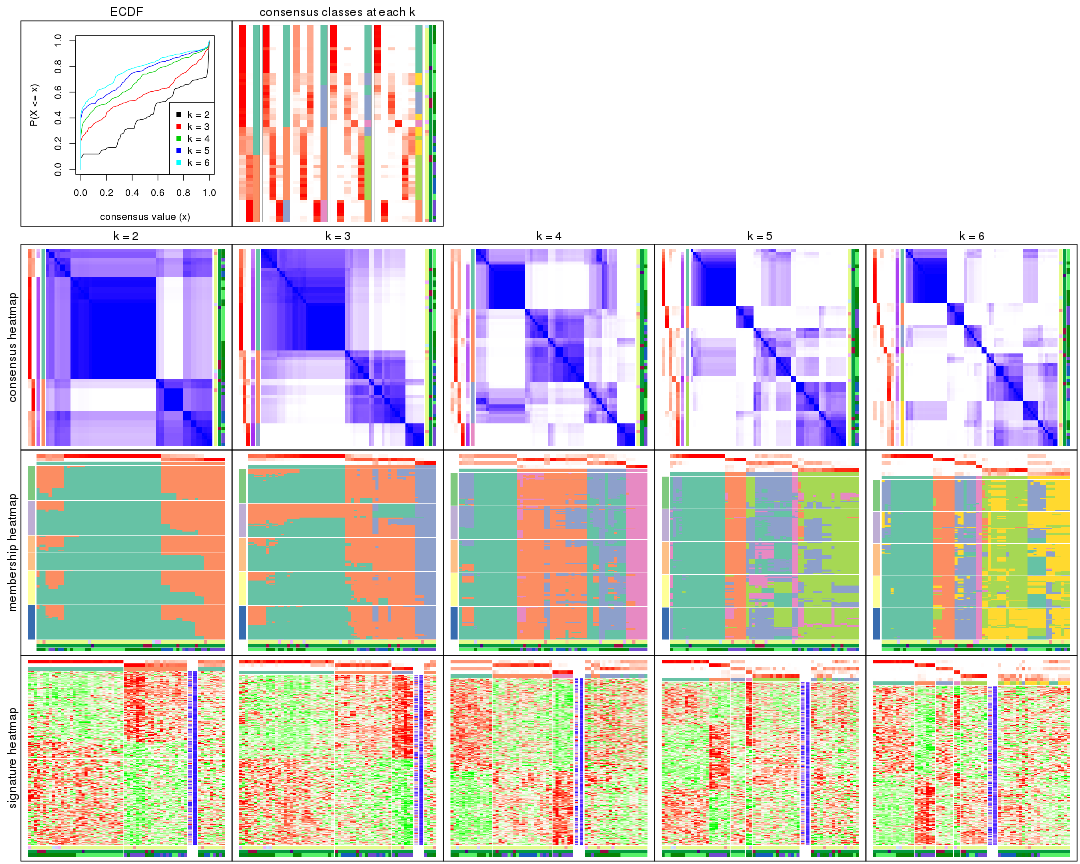 ECDF
consensus classes at each k
P(X <= x)
0.0 0.2 0.4 0.6 0.8 1.0
k = 2
k = 3
k = 4
k = 5
k = 6
0.0 0.2 0.4 0.6 0.8 1.0
consensus value (x)
k = 2 k = 3 k = 4 k = 5 k = 6
consensus heatmap
membership heatmap
signature heatmap